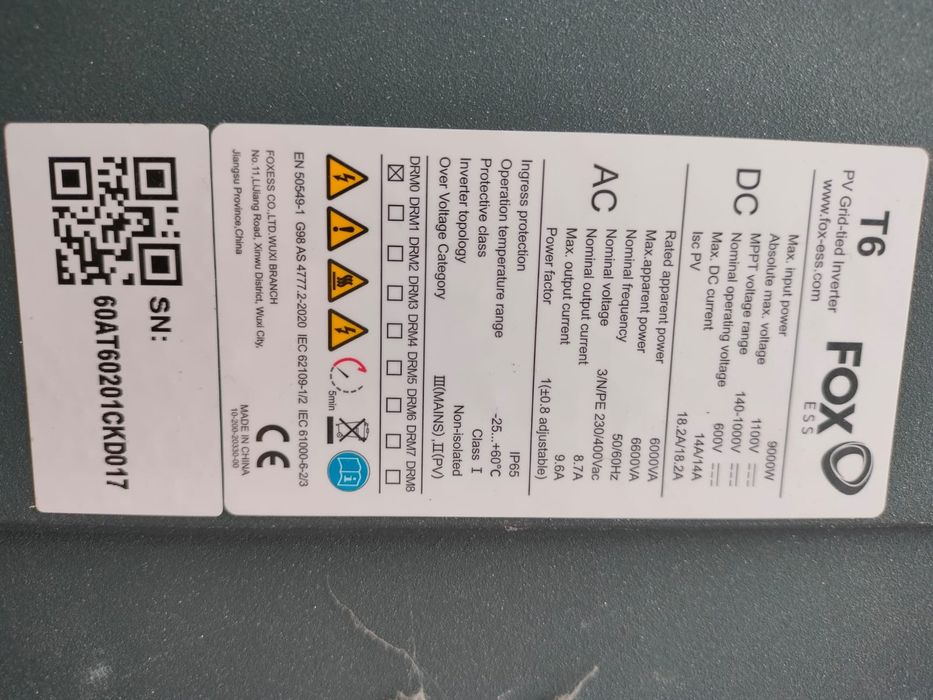 T6
PV Grid-tied Inverter
www.fox-ess.com
FOX
ESS
DC
Max. input power 9000W
Absolute max. voltage 1100V
MPPT voltage range 140-1000V
Nominal operating voltage 600V
Max. DC current 14A/14A
Isc PV 18.2A/18.2A
AC
Rated apparent power 6000VA
Max.apparent power 6600VA
Nominal frequency 50/60Hz
Nominal voltage 3/N/PE 230/400Vac
Nominal output current 8.7A
Max. output current 9.6A
Power factor 1(±0.8 adjustable)
Ingress protection IP65
Operation temperature range -25...+60°C
Protective class Class I
Inverter topology Non-isolated
Over Voltage Category III(MAINS),II(PV)
DRM0 DRM1 DRM2 DRM3 DRM4 DRM5 DRM6 DRM7 DRM8
5min
EN 50549-1 G98 AS 4777.2-2020 IEC 62109-1/2 IEC 61000-6-2/3
FOXESS CO.,LTD.WUXI BRANCH
No.11,LiJiang Road, Xinwu District, Wuxi City,
Jiangsu Province,China
CE
MADE IN CHINA
10-200-20330-00
SN:
60AT60201CKD017